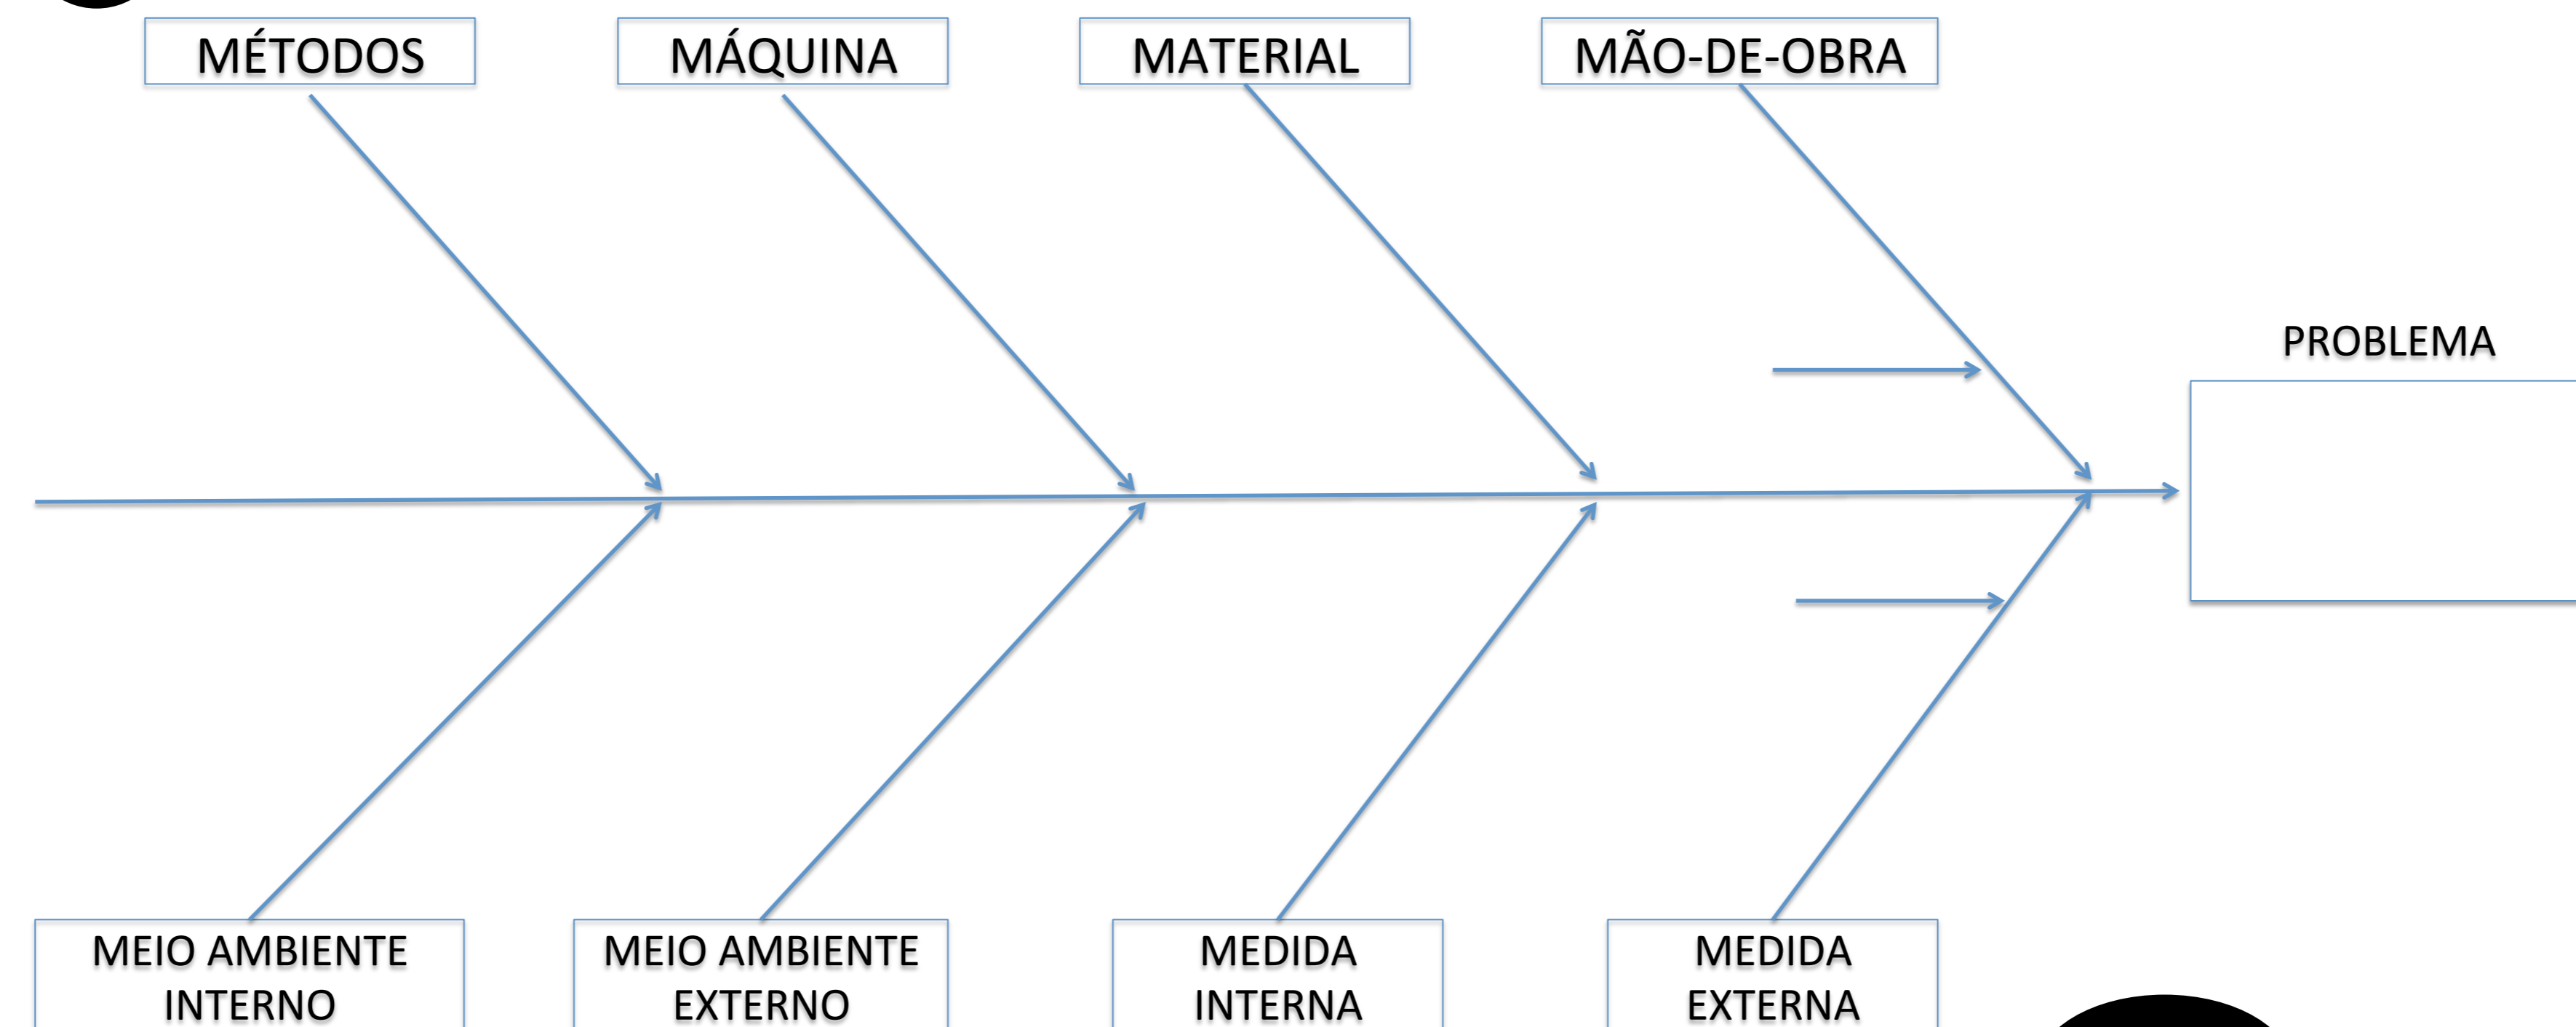 MÉTODOS
MÁQUINA
MATERIAL
MÃO-DE-OBRA
PROBLEMA
MEIO AMBIENTE
INTERNO
MEIO AMBIENTE
EXTERNO
MEDIDA
INTERNA
MEDIDA
EXTERNA